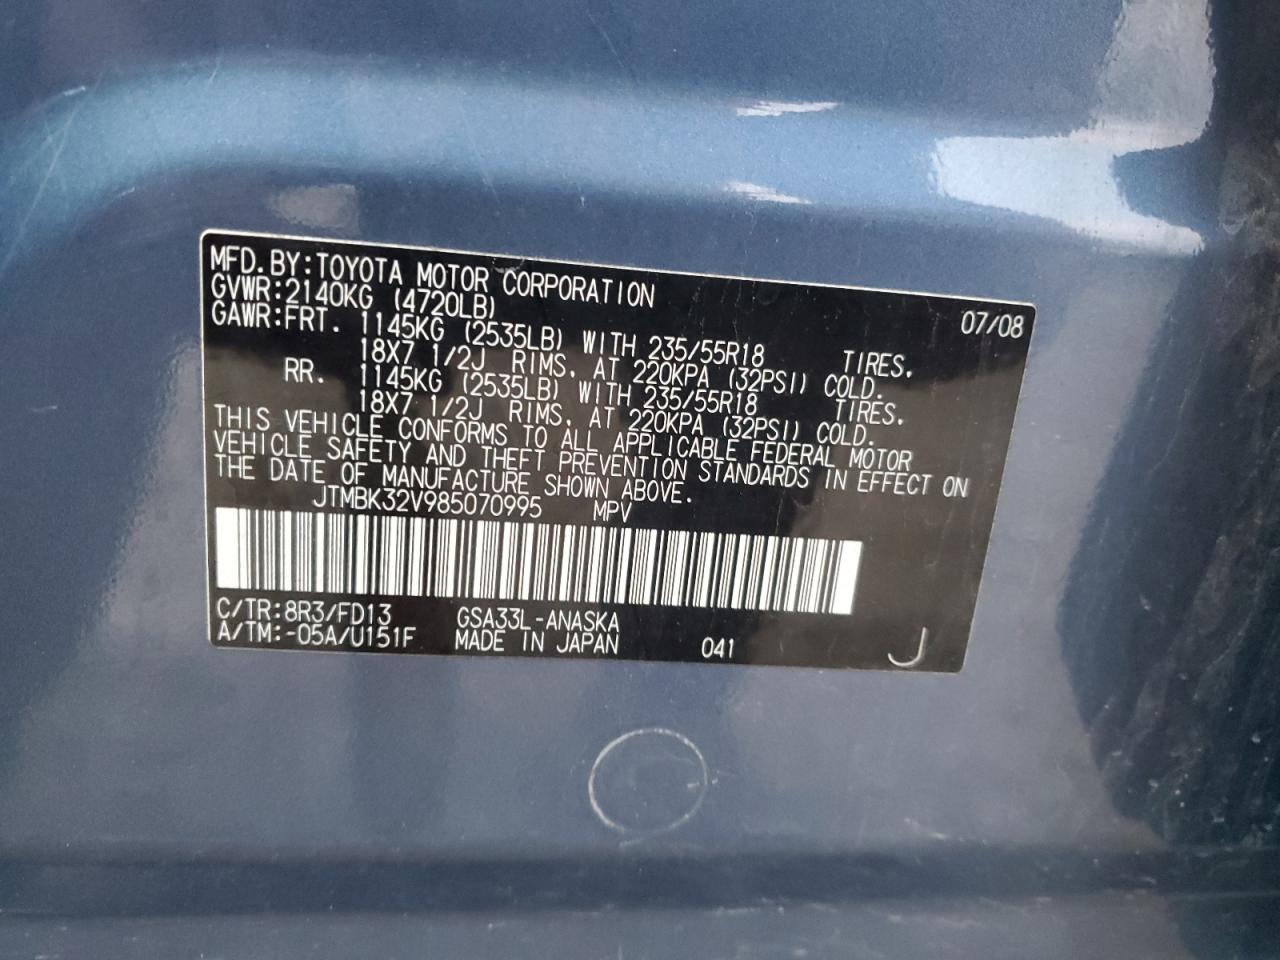 MFD.BY:TOYOTA MOTOR CORPORATION 07/08
GVWR:2140KG (4720LB)
GAWR:FRT. 1145KG (2535LB) WITH 235/55R18 TIRES,
18X7 1/2J RIMS, AT 220KPA (32PSI) COLD.
RR. 1145KG (2535LB) WITH 235/55R18 TIRES,
18X7 1/2J RIMS, AT 220KPA (32PSI) COLD.
THIS VEHICLE CONFORMS TO ALL APPLICABLE FEDERAL MOTOR
VEHICLE SAFETY AND THEFT PREVENTION STANDARDS IN EFFECT ON
THE DATE OF MANUFACTURE SHOWN ABOVE.
JTMBK32V985070995 MPV
C/TR:8R3/FD13 GSA33L-ANASKA
A/TM:-05A/U151F MADE IN JAPAN 041 J